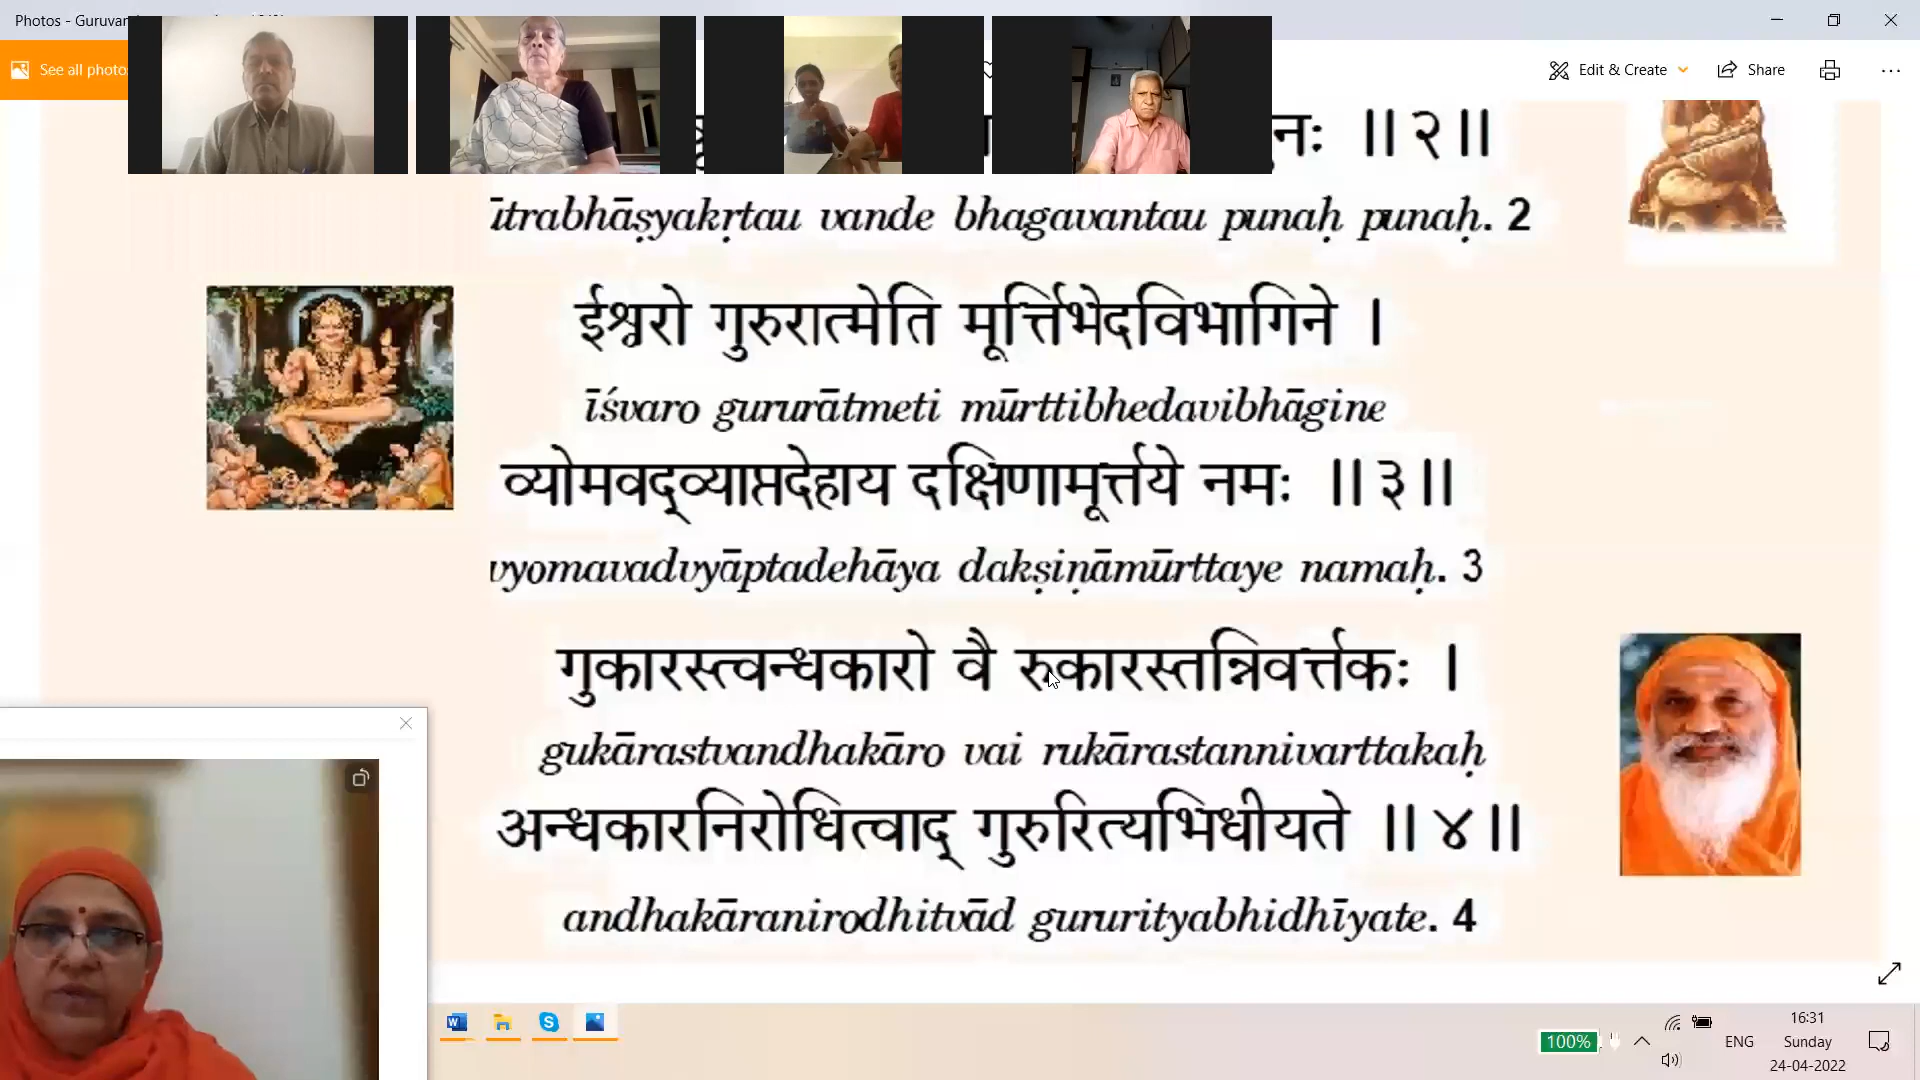 Photos - Guruvan
See all photo
Edit & Create
Share
नः ॥२॥
ūtrabhāṣyakṛtau vande bhagavantau punaḥ punaḥ. 2
ईश्वरो गुरुरात्मेति मूर्त्तिभेदविभागिने ।
īśvaro gururātmeti mūrttibhedavibhāgine
व्योमवद्व्याप्तदेहाय दक्षिणामूर्त्तये नमः ॥३॥
vyomavadvyāptadehāya dakṣiṇāmūrttaye namaḥ. 3
गुकारस्त्वन्धकारो वै रुकारस्तन्निवर्त्तकः ।
gukārastvandhakāro vai rukārastannivarttakaḥ
अन्धकारनिरोधित्वाद् गुरुरित्यभिधीयते ॥४॥
andhakāranirodhitvād gururityabhidhīyate. 4
100%
ENG
16:31
Sunday
24-04-2022